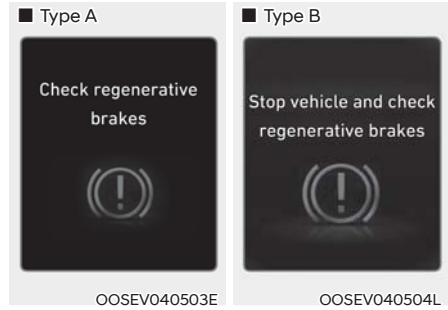 ■ Type A
Check regenerative
brakes
OOSEV040503E
■ Type B
Stop vehicle and check
regenerative brakes
OOSEV040504L